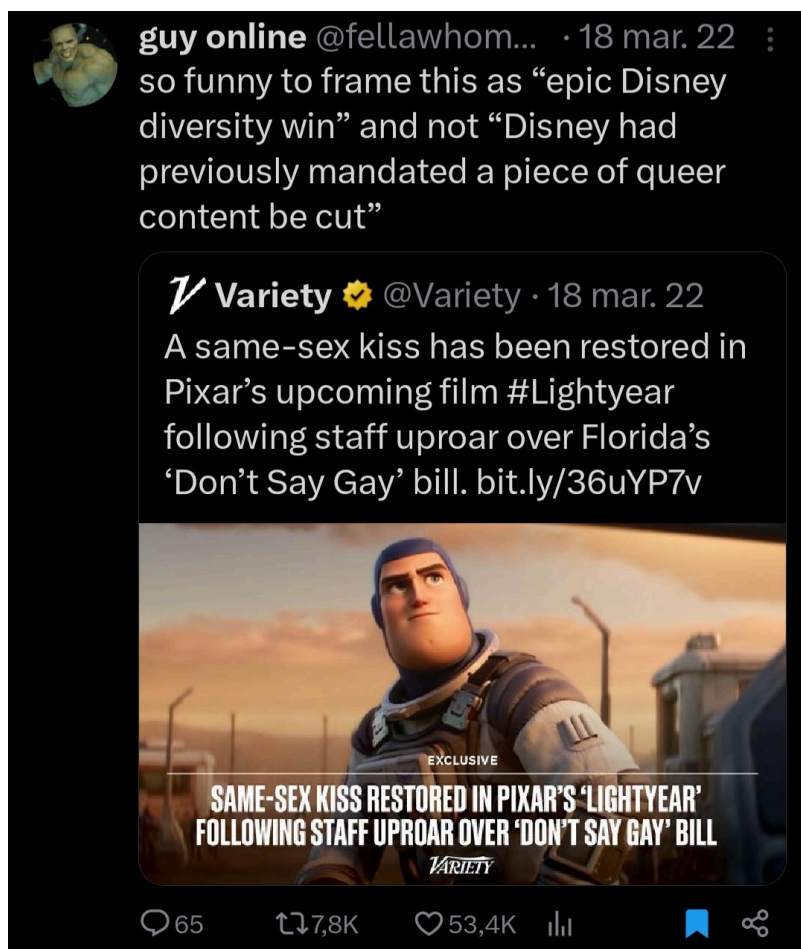 guy online @fellawhom... · 18 mar. 22
so funny to frame this as “epic Disney
diversity win” and not “Disney had
previously mandated a piece of queer
content be cut”
Variety @Variety · 18 mar. 22
A same-sex kiss has been restored in
Pixar’s upcoming film #Lightyear
following staff uproar over Florida’s
‘Don’t Say Gay’ bill. bit.ly/36uYP7v
EXCLUSIVE
SAME-SEX KISS RESTORED IN PIXAR’S ‘LIGHTYEAR’
FOLLOWING STAFF UPROAR OVER ‘DON’T SAY GAY’ BILL
VARIETY
65 7,8K 53,4K